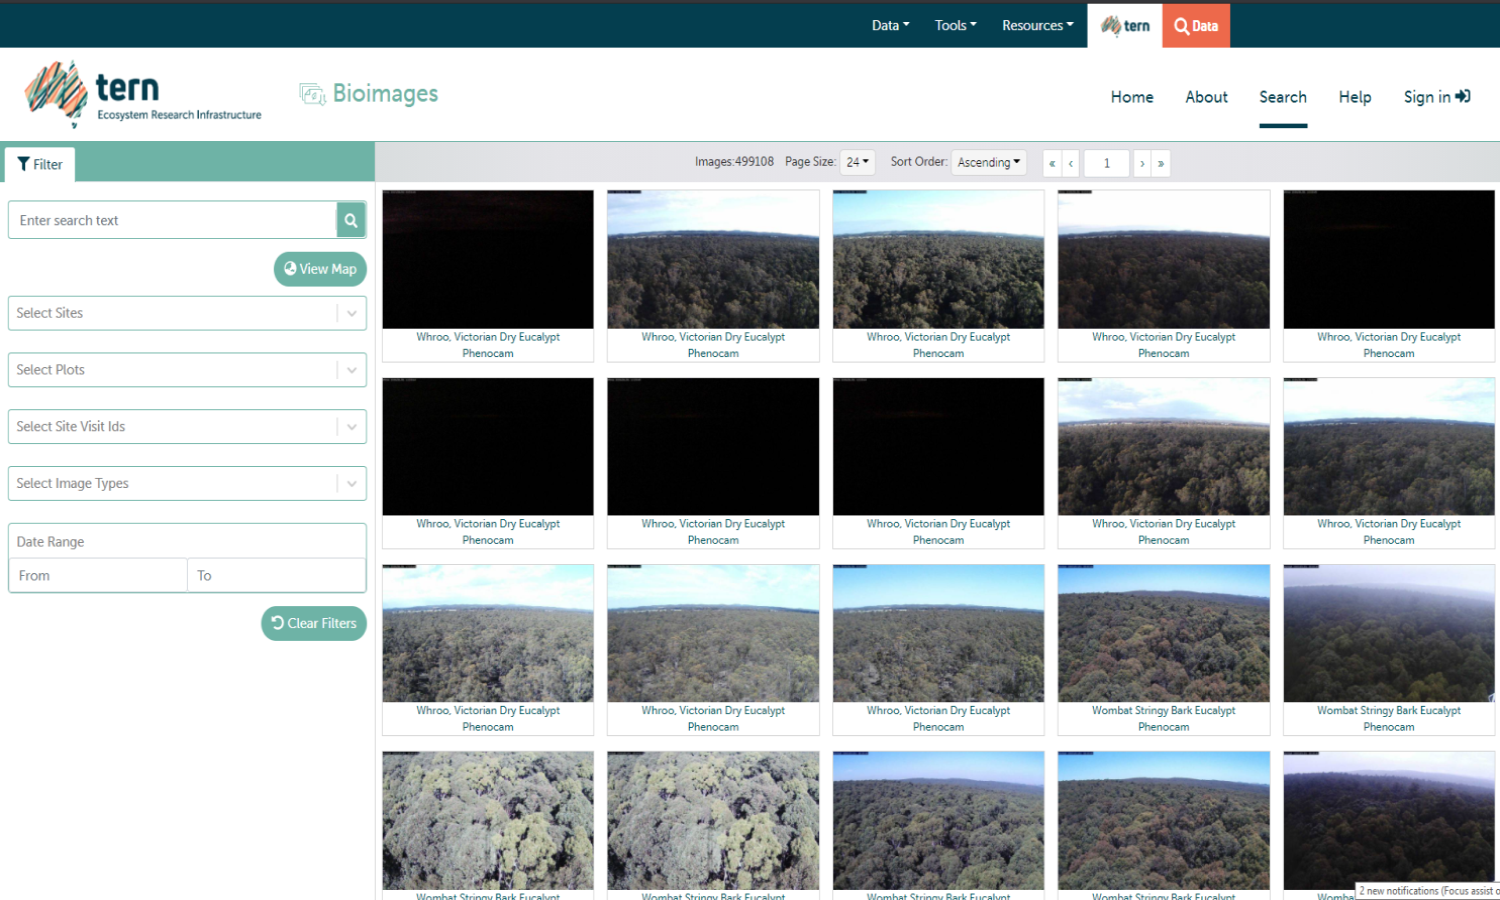 Data
Tools
Resources
tern
Data
tern
Ecosystem Research Infrastructure
Bioimages
Home
About
Search
Help
Sign in
Filter
Images:499108
Page Size:
24
Sort Order:
Ascending
«
‹
1
›
»
Enter search text
View Map
Select Sites
Select Plots
Select Site Visit Ids
Select Image Types
Date Range
From
To
Clear Filters
Whroo, Victorian Dry Eucalypt
Phenocam
Whroo, Victorian Dry Eucalypt
Phenocam
Whroo, Victorian Dry Eucalypt
Phenocam
Whroo, Victorian Dry Eucalypt
Phenocam
Whroo, Victorian Dry Eucalypt
Phenocam
Whroo, Victorian Dry Eucalypt
Phenocam
Whroo, Victorian Dry Eucalypt
Phenocam
Whroo, Victorian Dry Eucalypt
Phenocam
Whroo, Victorian Dry Eucalypt
Phenocam
Whroo, Victorian Dry Eucalypt
Phenocam
Whroo, Victorian Dry Eucalypt
Phenocam
Whroo, Victorian Dry Eucalypt
Phenocam
Whroo, Victorian Dry Eucalypt
Phenocam
Wombat Stringy Bark Eucalypt
Phenocam
Wombat Stringy Bark Eucalypt
Phenocam
Wombat Stringy Bark Eucalypt
Wombat Stringy Bark Eucalypt
Wombat Stringy Bark Eucalypt
Wombat Stringy Bark Eucalypt
Womba
2 new notifications (Focus assist o